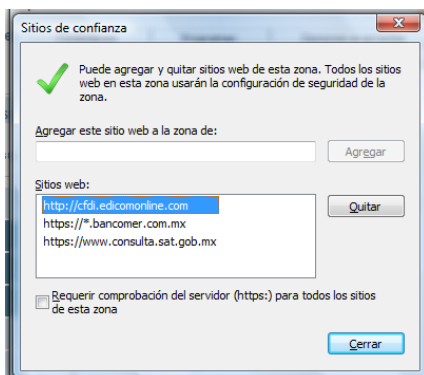 Sitios de confianza
Puede agregar y quitar sitios web de esta zona. Todos los sitios
web en esta zona usarán la configuración de seguridad de la
zona.
Agregar este sitio web a la zona de:
Agregar
Sitios web:
http://cfdi.edicomonline.com
Quitar
https://*.bancomer.com.mx
https://www.consulta.sat.gob.mx
Requerir comprobación del servidor (https:) para todos los sitios
de esta zona
Cerrar